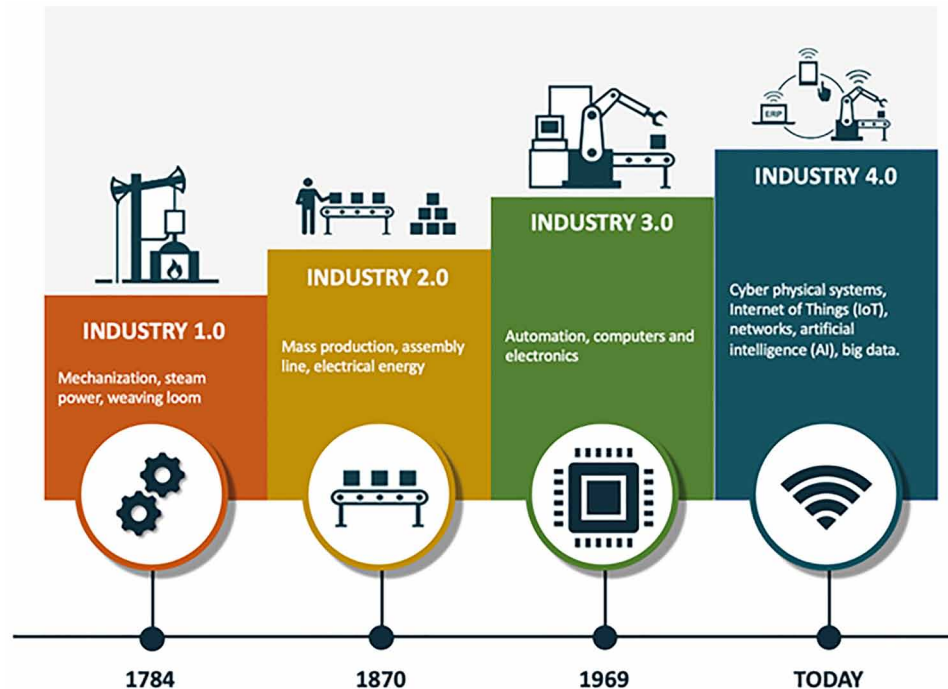 ERP
INDUSTRY 4.0
INDUSTRY 3.0
INDUSTRY 2.0
INDUSTRY 1.0
Mechanization, steam
power, weaving loom
Mass production, assembly
line, electrical energy
Automation, computers and
electronics
Cyber physical systems,
Internet of Things (IoT),
networks, artificial
intelligence (AI), big data.
1784
1870
1969
TODAY